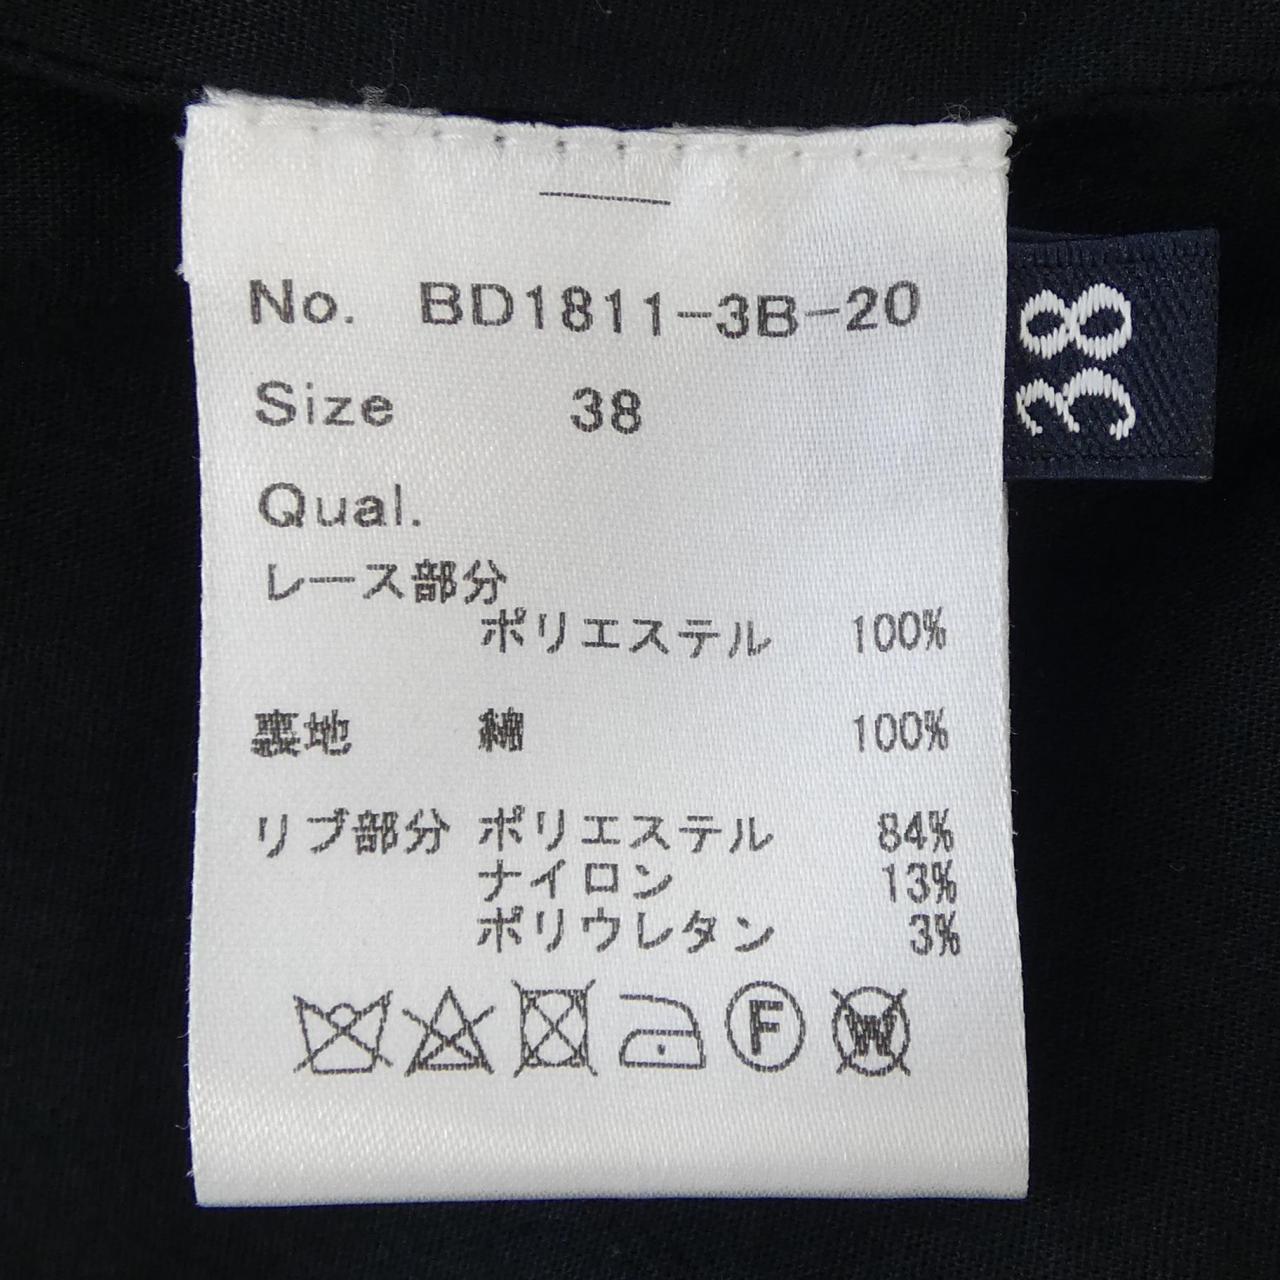 No. BD1811-3B-20
Size 38
Qual.
レース部分
ポリエステル 100%
裏地 綿 100%
リブ部分 ポリエステル 84%
ナイロン 13%
ポリウレタン 3%
F W
38